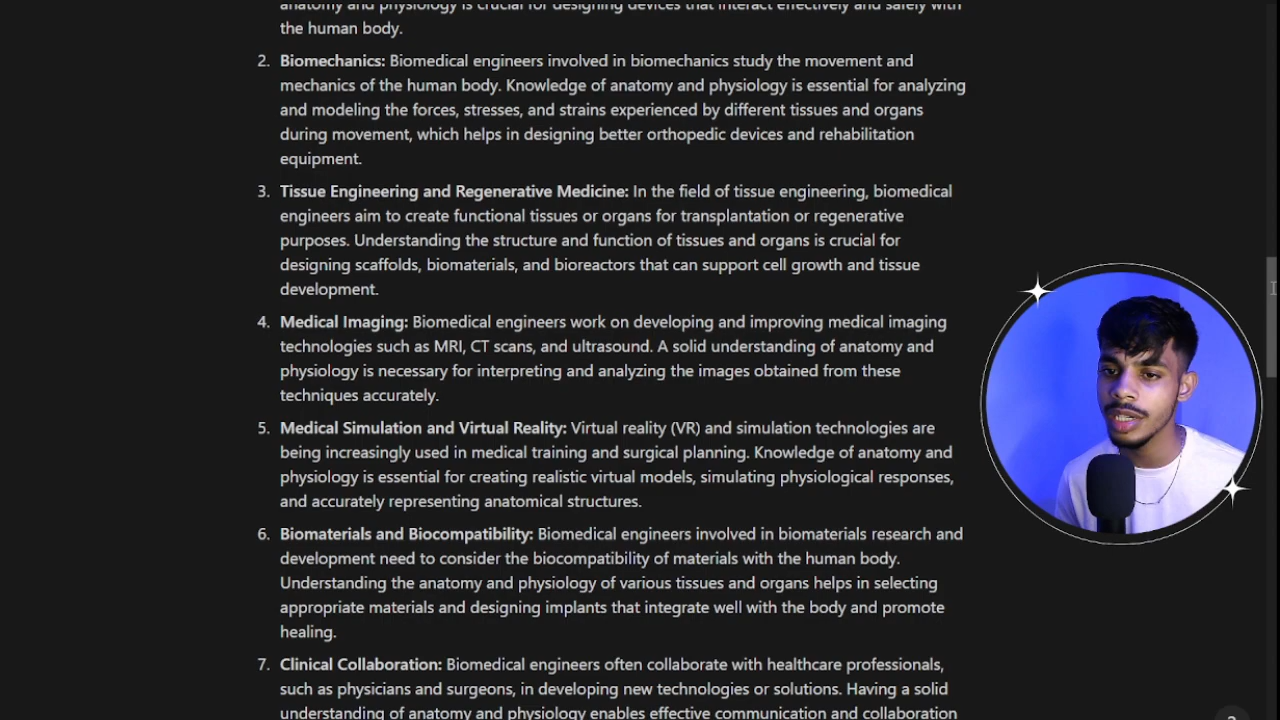 anatomy and physiology is crucial for designing devices that interact effectively and safely with
the human body.
2. Biomechanics: Biomedical engineers involved in biomechanics study the movement and
mechanics of the human body. Knowledge of anatomy and physiology is essential for analyzing
and modeling the forces, stresses, and strains experienced by different tissues and organs
during movement, which helps in designing better orthopedic devices and rehabilitation
equipment.
3. Tissue Engineering and Regenerative Medicine: In the field of tissue engineering, biomedical
engineers aim to create functional tissues or organs for transplantation or regenerative
purposes. Understanding the structure and function of tissues and organs is crucial for
designing scaffolds, biomaterials, and bioreactors that can support cell growth and tissue
development.
4. Medical Imaging: Biomedical engineers work on developing and improving medical imaging
technologies such as MRI, CT scans, and ultrasound. A solid understanding of anatomy and
physiology is necessary for interpreting and analyzing the images obtained from these
techniques accurately.
5. Medical Simulation and Virtual Reality: Virtual reality (VR) and simulation technologies are
being increasingly used in medical training and surgical planning. Knowledge of anatomy and
physiology is essential for creating realistic virtual models, simulating physiological responses,
and accurately representing anatomical structures.
6. Biomaterials and Biocompatibility: Biomedical engineers involved in biomaterials research and
development need to consider the biocompatibility of materials with the human body.
Understanding the anatomy and physiology of various tissues and organs helps in selecting
appropriate materials and designing implants that integrate well with the body and promote
healing.
7. Clinical Collaboration: Biomedical engineers often collaborate with healthcare professionals,
such as physicians and surgeons, in developing new technologies or solutions. Having a solid
understanding of anatomy and physiology enables effective communication and collaboration